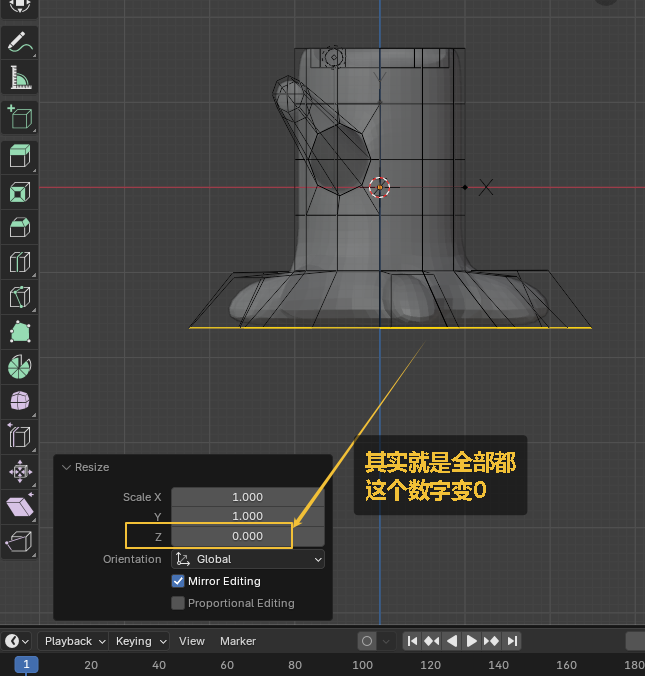 Y
X
其实就是全部都
这个数字变0
Resize
Scale X 1.000
Y 1.000
Z 0.000
Orientation Global
Mirror Editing
Proportional Editing
Playback Keying View Marker
1 20 40 60 80 100 120 140 160 180